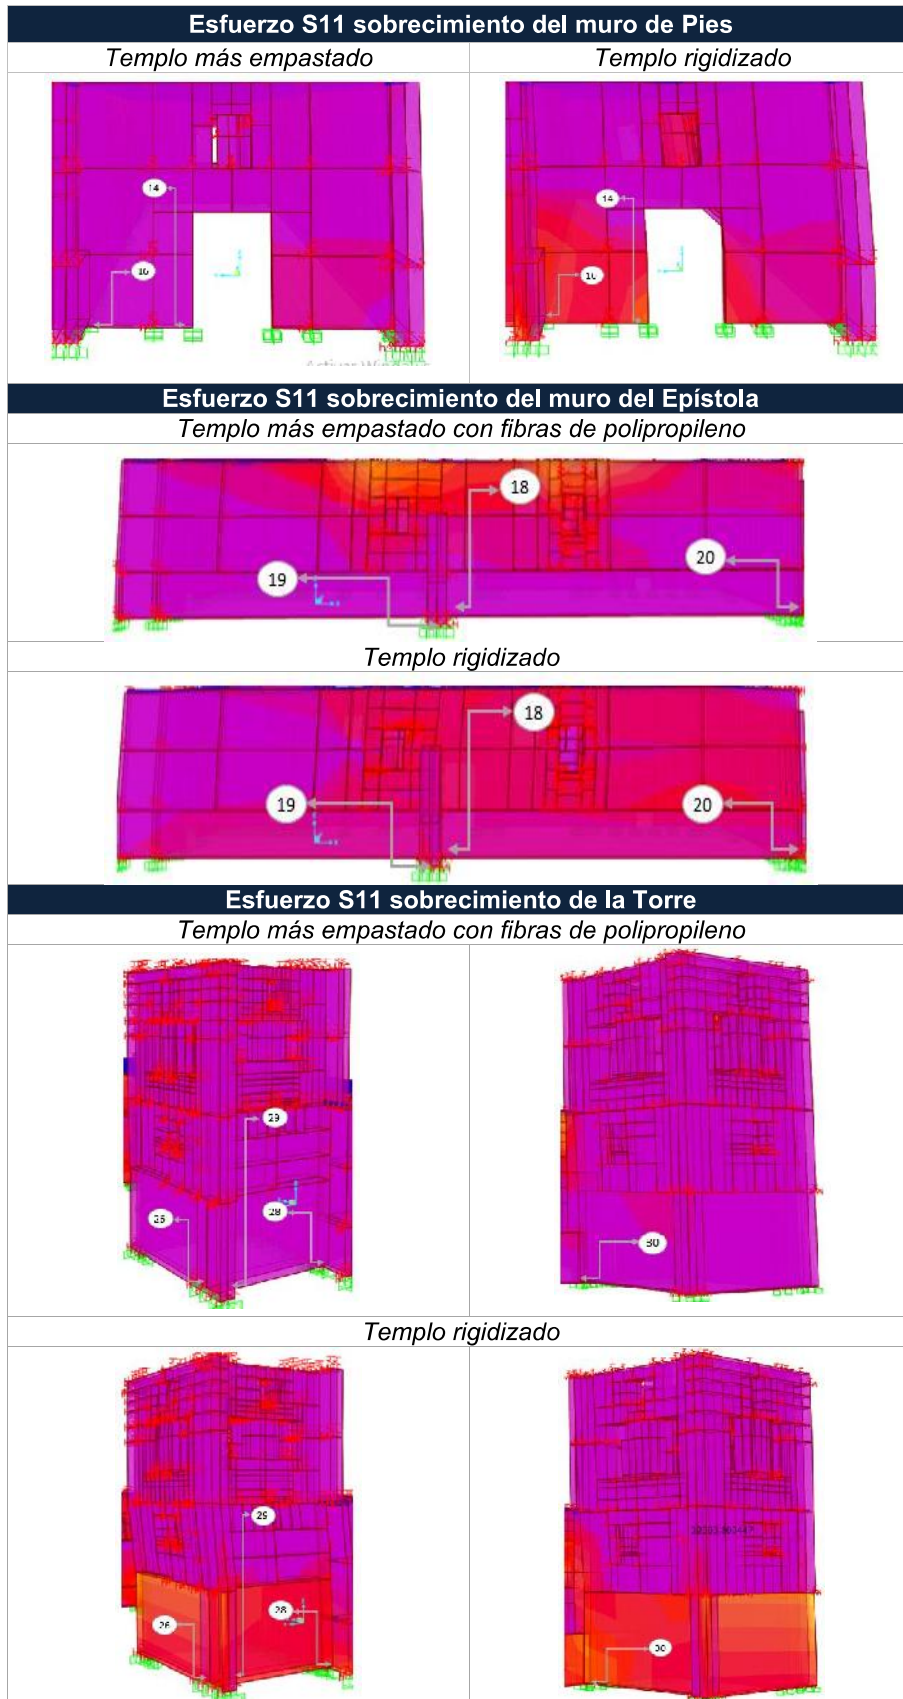 Esfuerzo S11 sobrecimiento del muro de Pies
Templo más empastado
Templo rigidizado
14
16
14
Esfuerzo S11 sobrecimiento del muro del Epístola
Templo más empastado con fibras de polipropileno
18
19
20
Templo rigidizado
18
19
20
Esfuerzo S11 sobrecimiento de la Torre
Templo más empastado con fibras de polipropileno
29
28
30
Templo rigidizado
29
26
28
30